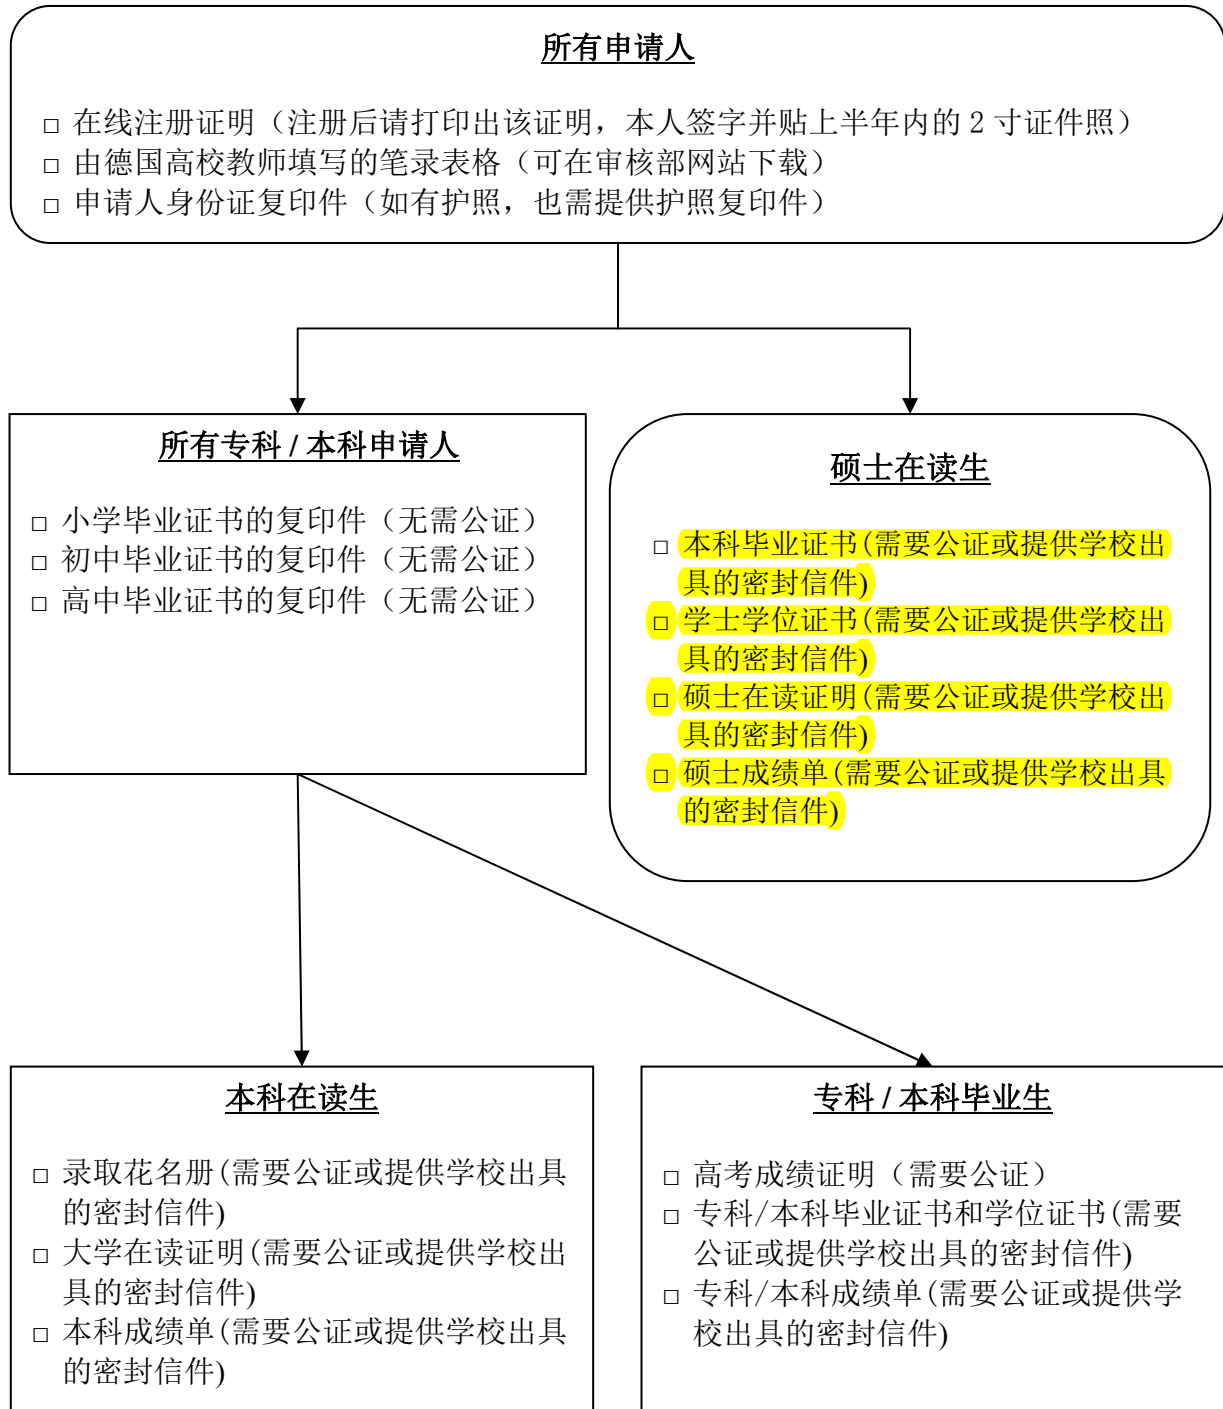 所有申请人
□ 在线注册证明（注册后请打印出该证明，本人签字并贴上半年内的 2 寸证件照）
□ 由德国高校教师填写的笔录表格（可在审核部网站下载）
□ 申请人身份证复印件（如有护照，也需提供护照复印件）
所有专科 / 本科申请人
□ 小学毕业证书的复印件（无需公证）
□ 初中毕业证书的复印件（无需公证）
□ 高中毕业证书的复印件（无需公证）
硕士在读生
□ 本科毕业证书(需要公证或提供学校出
具的密封信件)
□ 学士学位证书(需要公证或提供学校出
具的密封信件)
□ 硕士在读证明(需要公证或提供学校出
具的密封信件)
□ 硕士成绩单(需要公证或提供学校出具
的密封信件)
本科在读生
□ 录取花名册(需要公证或提供学校出具
的密封信件)
□ 大学在读证明(需要公证或提供学校出
具的密封信件)
□ 本科成绩单(需要公证或提供学校出具
的密封信件)
专科 / 本科毕业生
□ 高考成绩证明（需要公证）
□ 专科/本科毕业证书和学位证书(需要
公证或提供学校出具的密封信件)
□ 专科/本科成绩单(需要公证或提供学
校出具的密封信件)